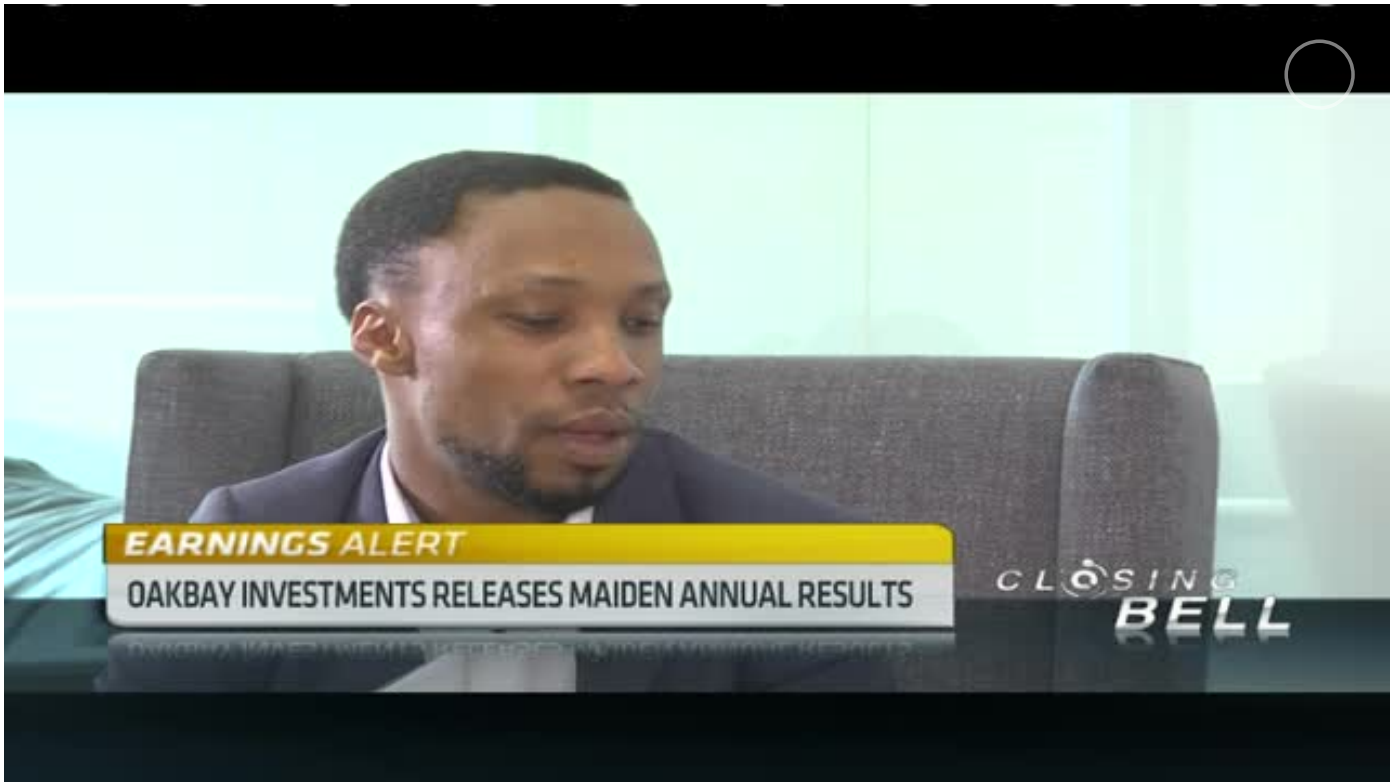 EARNINGS ALERT
OAKBAY INVESTMENTS RELEASES MAIDEN ANNUAL RESULTS
CLOSING
BELL